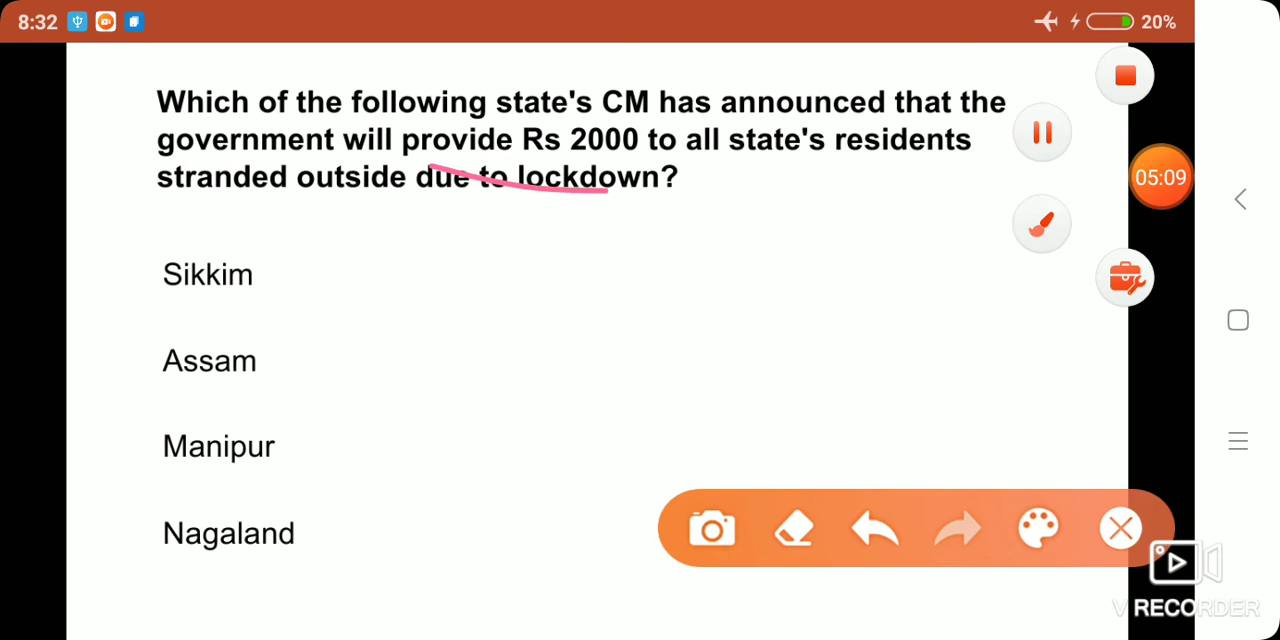 8:32
20%
Which of the following state's CM has announced that the
government will provide Rs 2000 to all state's residents
stranded outside due to lockdown?
05:09
Sikkim
Assam
Manipur
Nagaland
V RECORDER